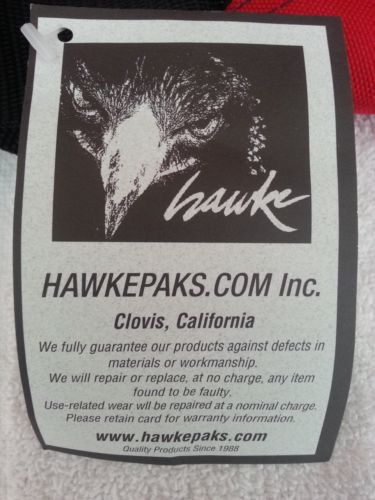 hawke
HAWKEPAKS.COM Inc.
Clovis, California
We fully guarantee our products against defects in
materials or workmanship.
We will repair or replace, at no charge, any item
found to be faulty.
Use-related wear wll be repaired at a nominal charge.
Please retain card for warranty information.
www.hawkepaks.com
Quality Products Since 1988